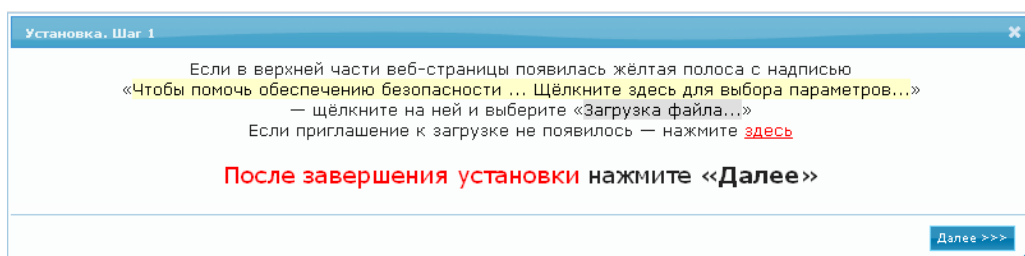 Установка. Шаг 1
Если в верхней части веб-страницы появилась жёлтая полоса с надписью
«Чтобы помочь обеспечению безопасности ... Щёлкните здесь для выбора параметров...»
— щёлкните на ней и выберите «Загрузка файла...»
Если приглашение к загрузке не появилось — нажмите здесь
После завершения установки нажмите «Далее»
Далее >>>